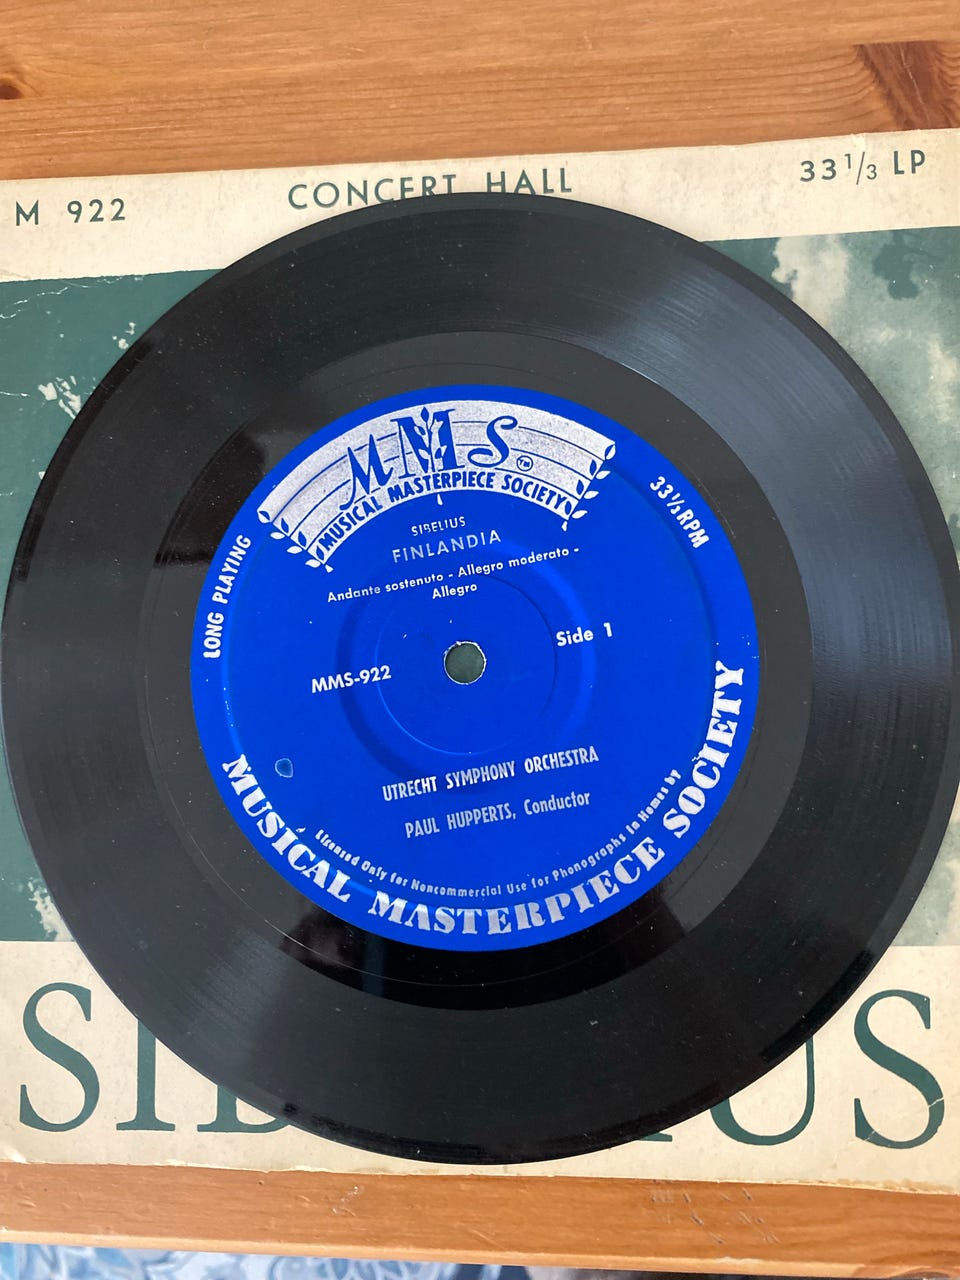 M 922
CONCERT HALL
33 1/3 LP
MMS
TM
MUSICAL MASTERPIECE SOCIETY
LONG PLAYING
33 1/3 RPM
SIBELIUS
FINLANDIA
Andante sostenuto - Allegro moderato -
Allegro
Side 1
MMS-922
UTRECHT SYMPHONY ORCHESTRA
PAUL HUPPERTS, Conductor
Licensed Only for Noncommercial Use for Phonographs in Homes by
MUSICAL MASTERPIECE SOCIETY
SIBELIUS